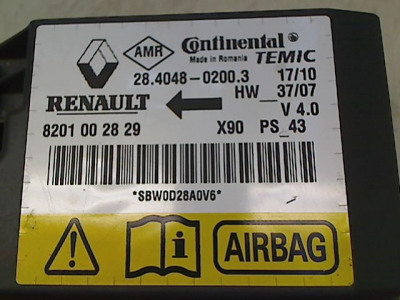 AMR Continental TEMIC
Made in Romania
28.4048-0200.3 17/10
RENAULT HW_37/07
V 4.0
8201 00 28 29 X90 PS_43
*SBW0D28A0V6*
i AIRBAG